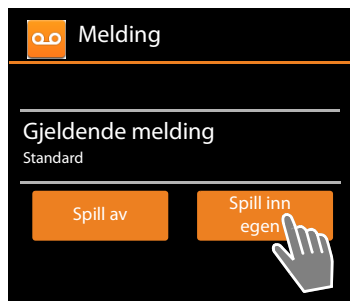 Melding
Gjeldende melding
Standard
Spill av
Spill inn
egen